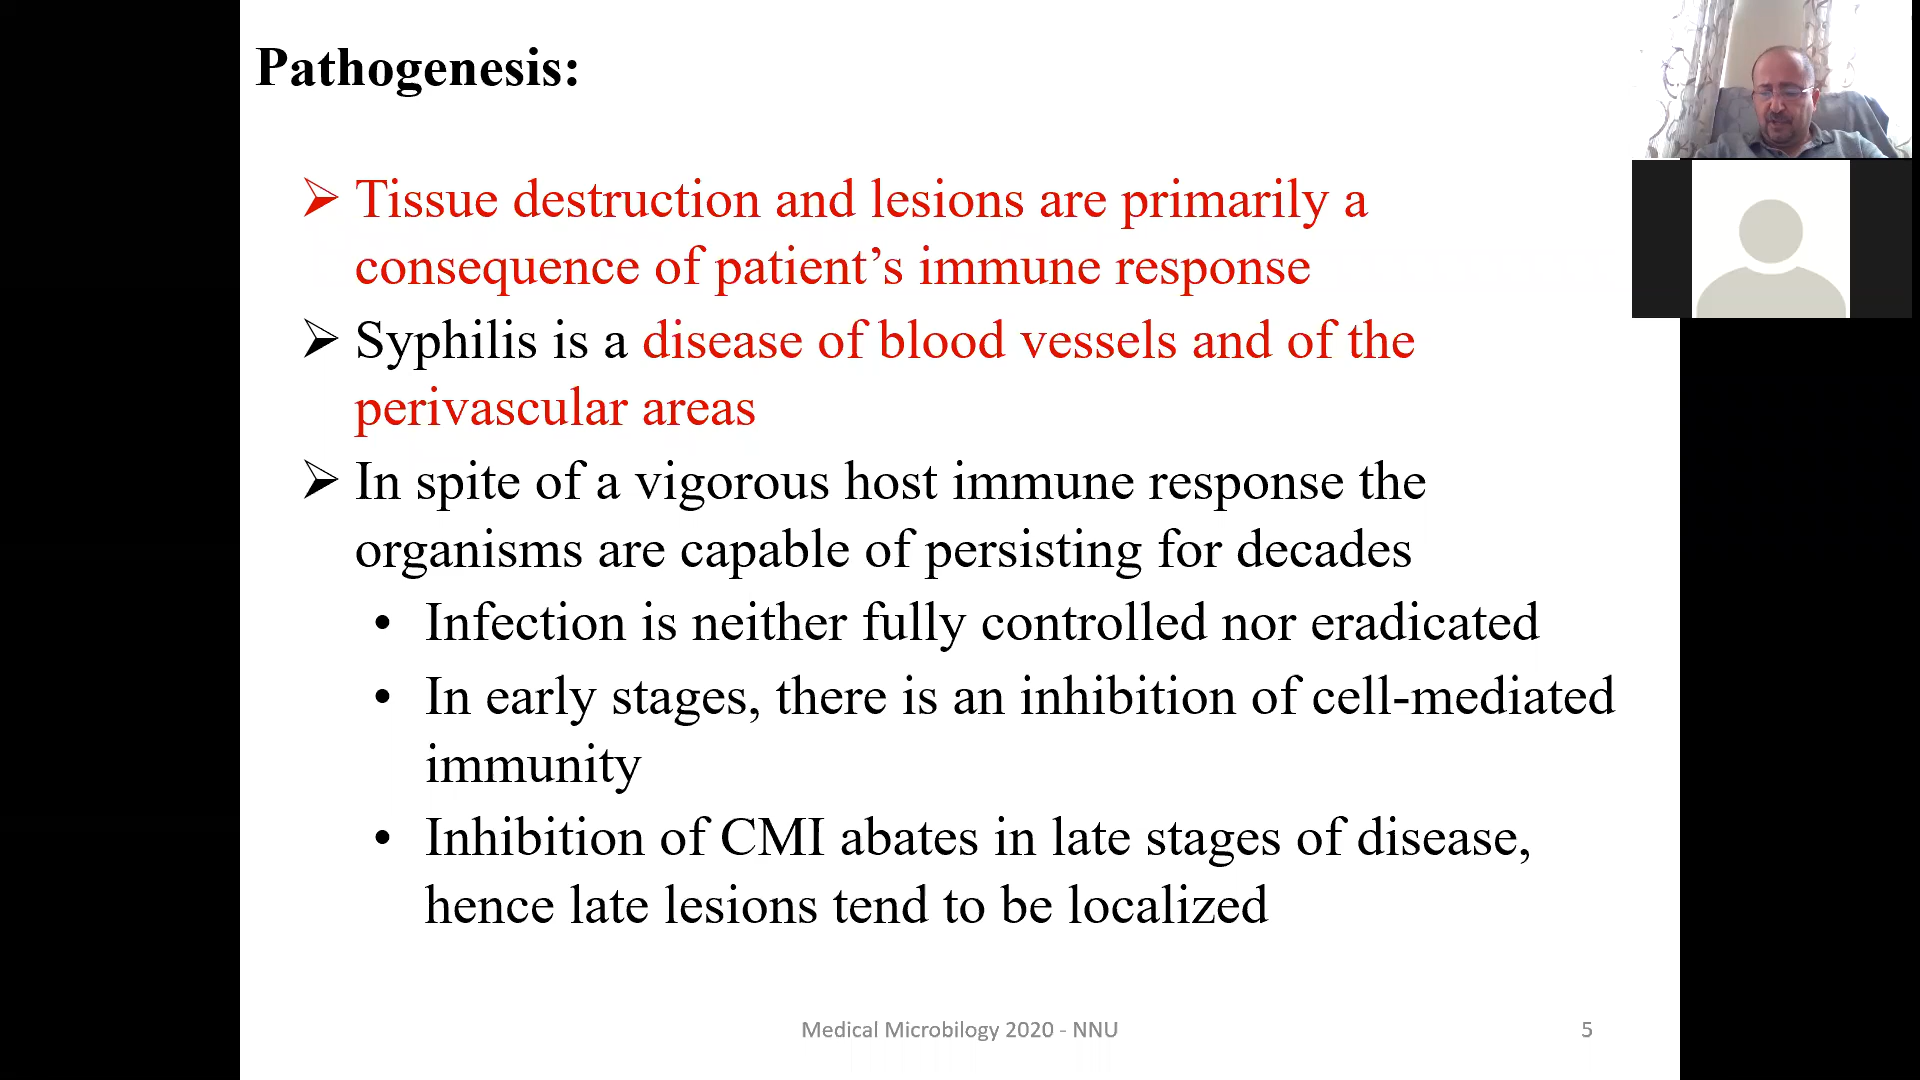 Pathogenesis:
➢ Tissue destruction and lesions are primarily a
consequence of patient’s immune response
➢ Syphilis is a disease of blood vessels and of the
perivascular areas
➢ In spite of a vigorous host immune response the
organisms are capable of persisting for decades
• Infection is neither fully controlled nor eradicated
• In early stages, there is an inhibition of cell-mediated
immunity
• Inhibition of CMI abates in late stages of disease,
hence late lesions tend to be localized
Medical Microbilogy 2020 - NNU
5